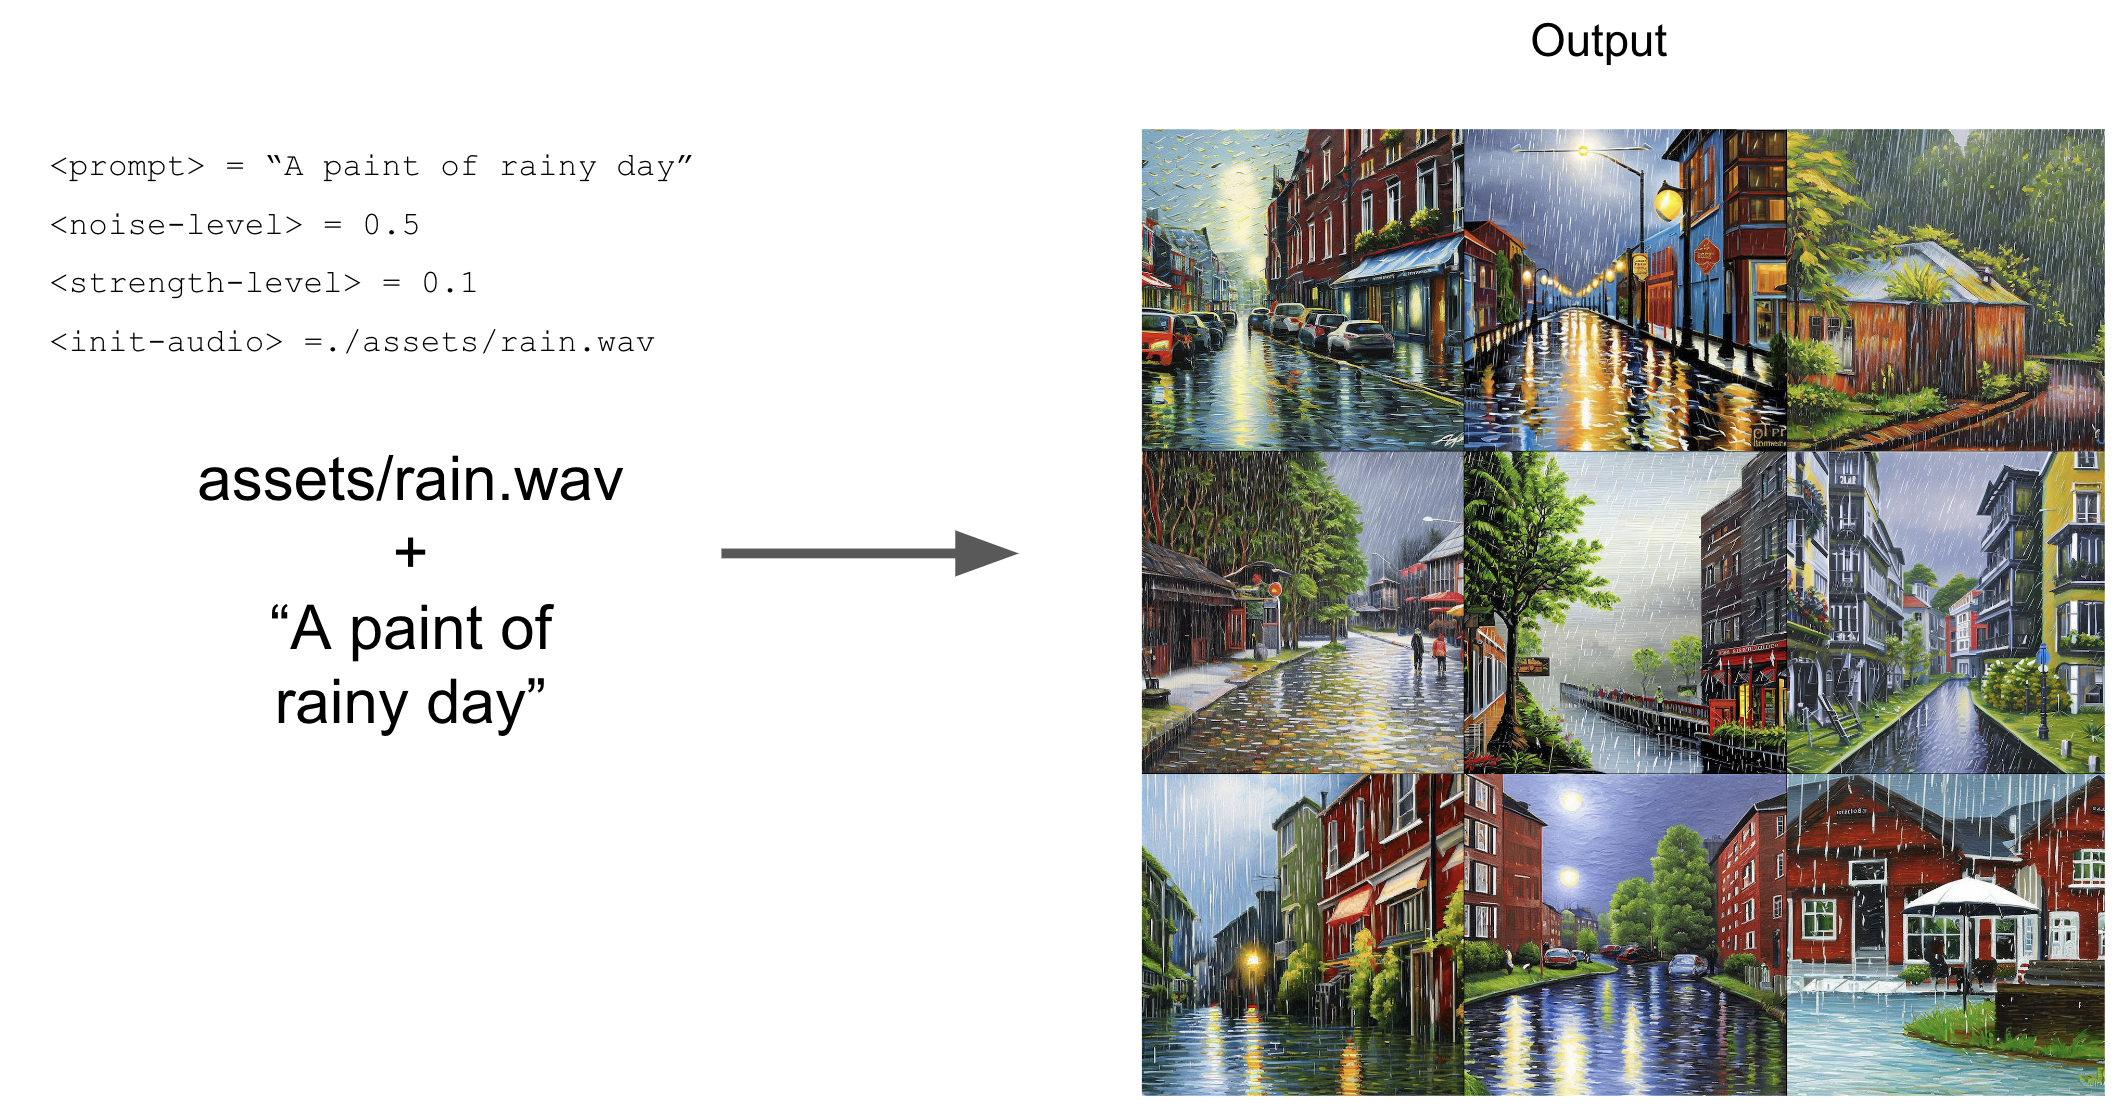 Output
<prompt> = “A paint of rainy day”
<noise-level> = 0.5
<strength-level> = 0.1
<init-audio> =./assets/rain.wav
assets/rain.wav
+
“A paint of
rainy day”